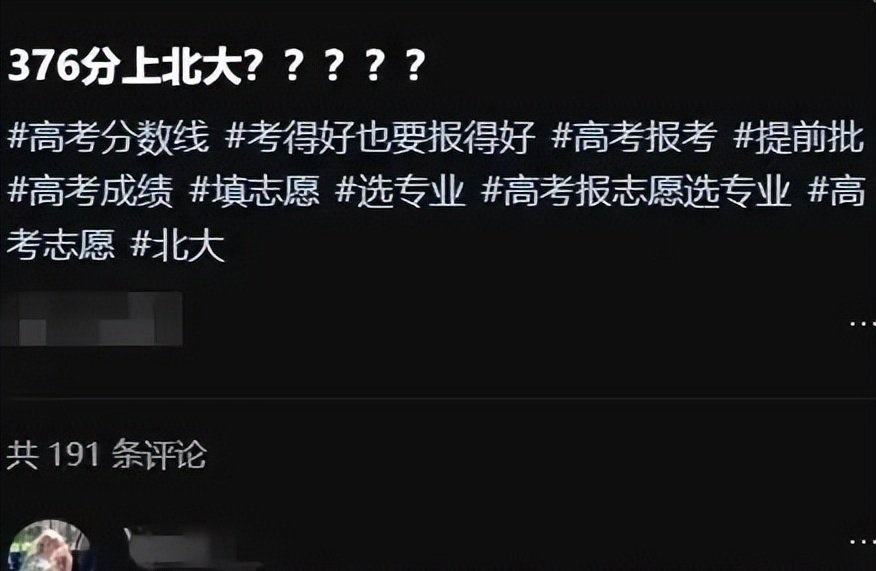 376分上北大？？？？？
#高考分数线 #考得好也要报得好 #高考报考 #提前批
#高考成绩 #填志愿 #选专业 #高考报志愿选专业 #高
考志愿 #北大
...
共 191 条评论
...